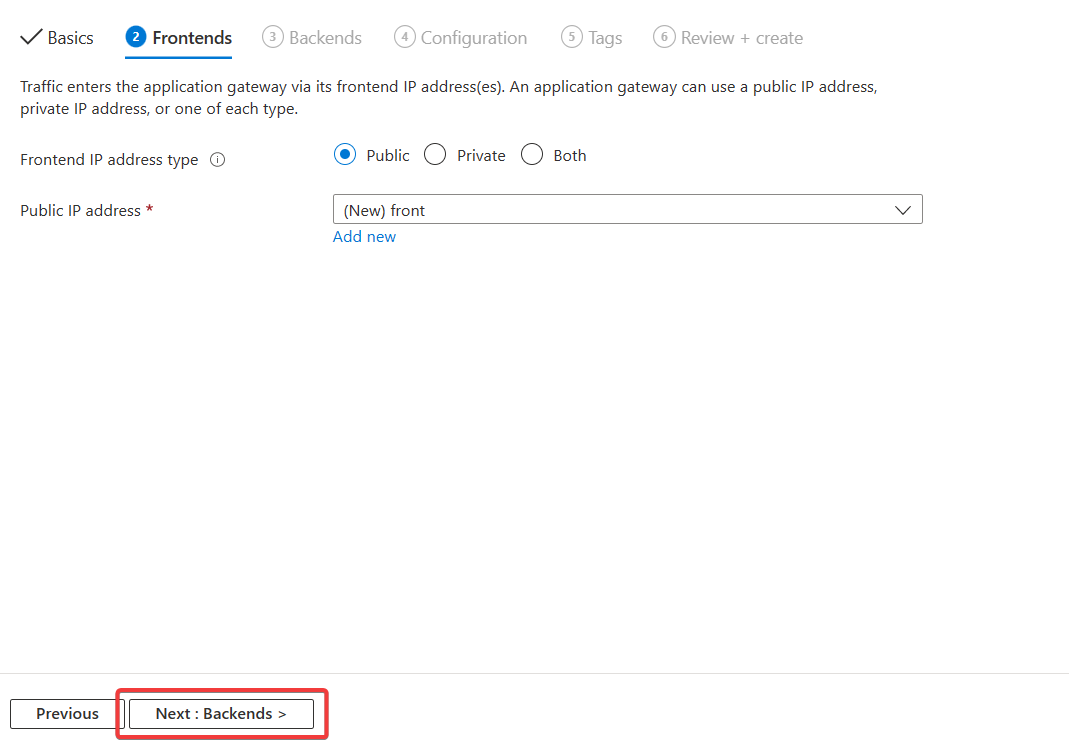 Basics 2 Frontends 3 Backends 4 Configuration 5 Tags 6 Review + create
Traffic enters the application gateway via its frontend IP address(es). An application gateway can use a public IP address,
private IP address, or one of each type.
Frontend IP address type Public Private Both
Public IP address * (New) front
Add new
Previous Next : Backends >